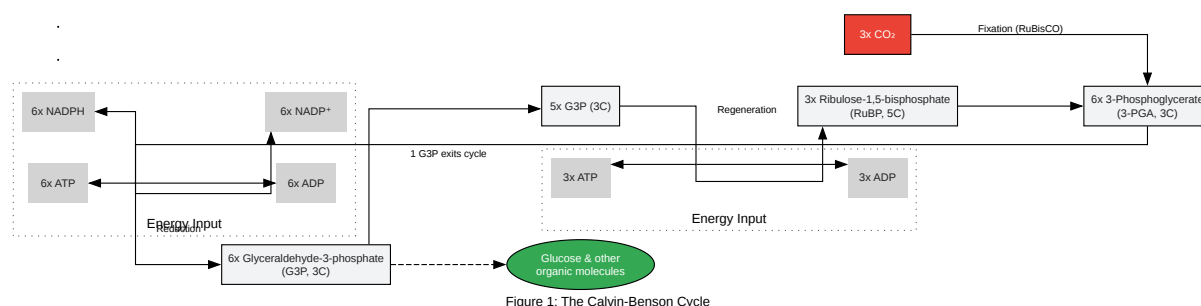 3x CO₂
Fixation (RuBisCO)
6x NADPH
6x NADP⁺
5x G3P (3C)
Regeneration
3x Ribulose-1,5-bisphosphate
(RuBP, 5C)
6x 3-Phosphoglycerate
(3-PGA, 3C)
1 G3P exits cycle
6x ATP
6x ADP
3x ATP
3x ADP
Energy Input
Reduction
Energy Input
6x Glyceraldehyde-3-phosphate
(G3P, 3C)
Glucose & other
organic molecules
Figure 1: The Calvin-Benson Cycle